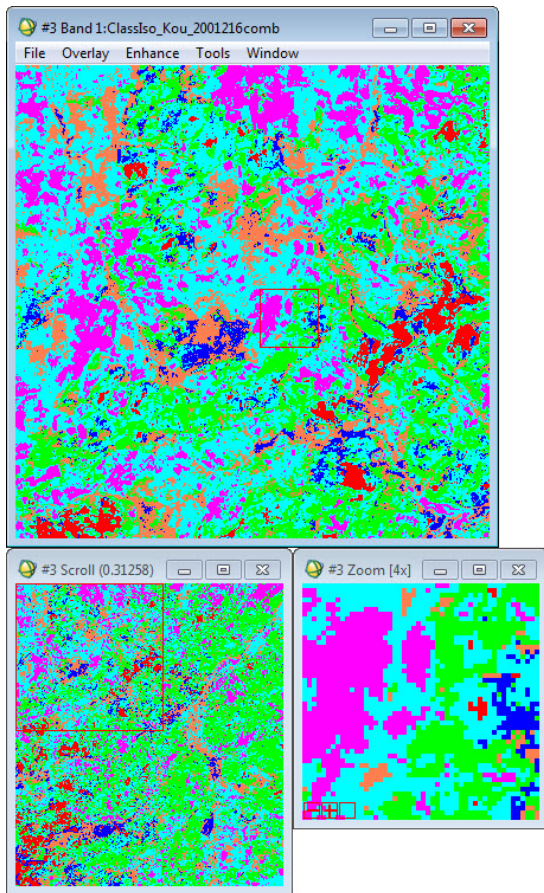 #3 Band 1:ClassIso_Kou_2001216comb
File Overlay Enhance Tools Window
#3 Scroll (0.31258)
#3 Zoom [4x]